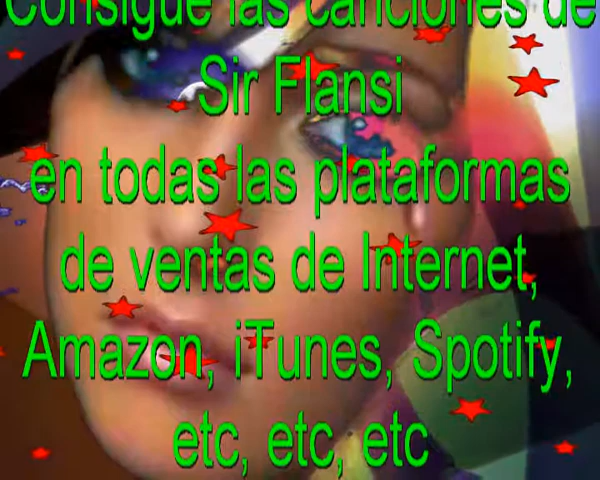 Consigue las canciones de
Sir Flansi
en todas las plataformas
de ventas de Internet,
Amazon, iTunes, Spotify,
etc, etc, etc